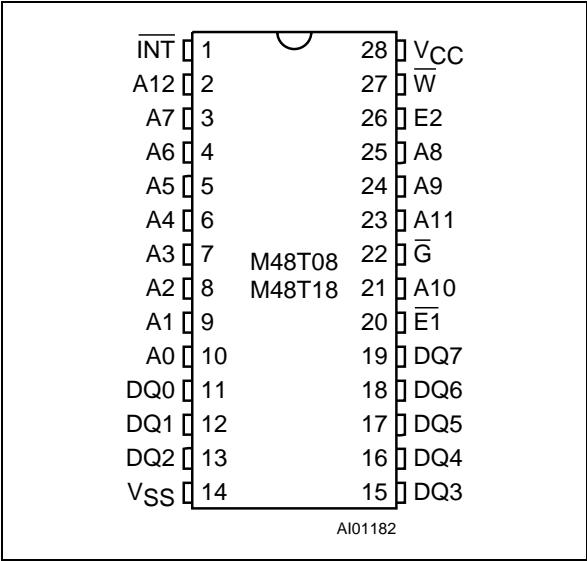 I̅N̅T̅ 1 28 VCC
A12 2 27 W̅
A7 3 26 E2
A6 4 25 A8
A5 5 24 A9
A4 6 23 A11
A3 7 22 G̅
M48T08
A2 8 21 A10
M48T18
A1 9 20 E̅1̅
A0 10 19 DQ7
DQ0 11 18 DQ6
DQ1 12 17 DQ5
DQ2 13 16 DQ4
VSS 14 15 DQ3
AI01182